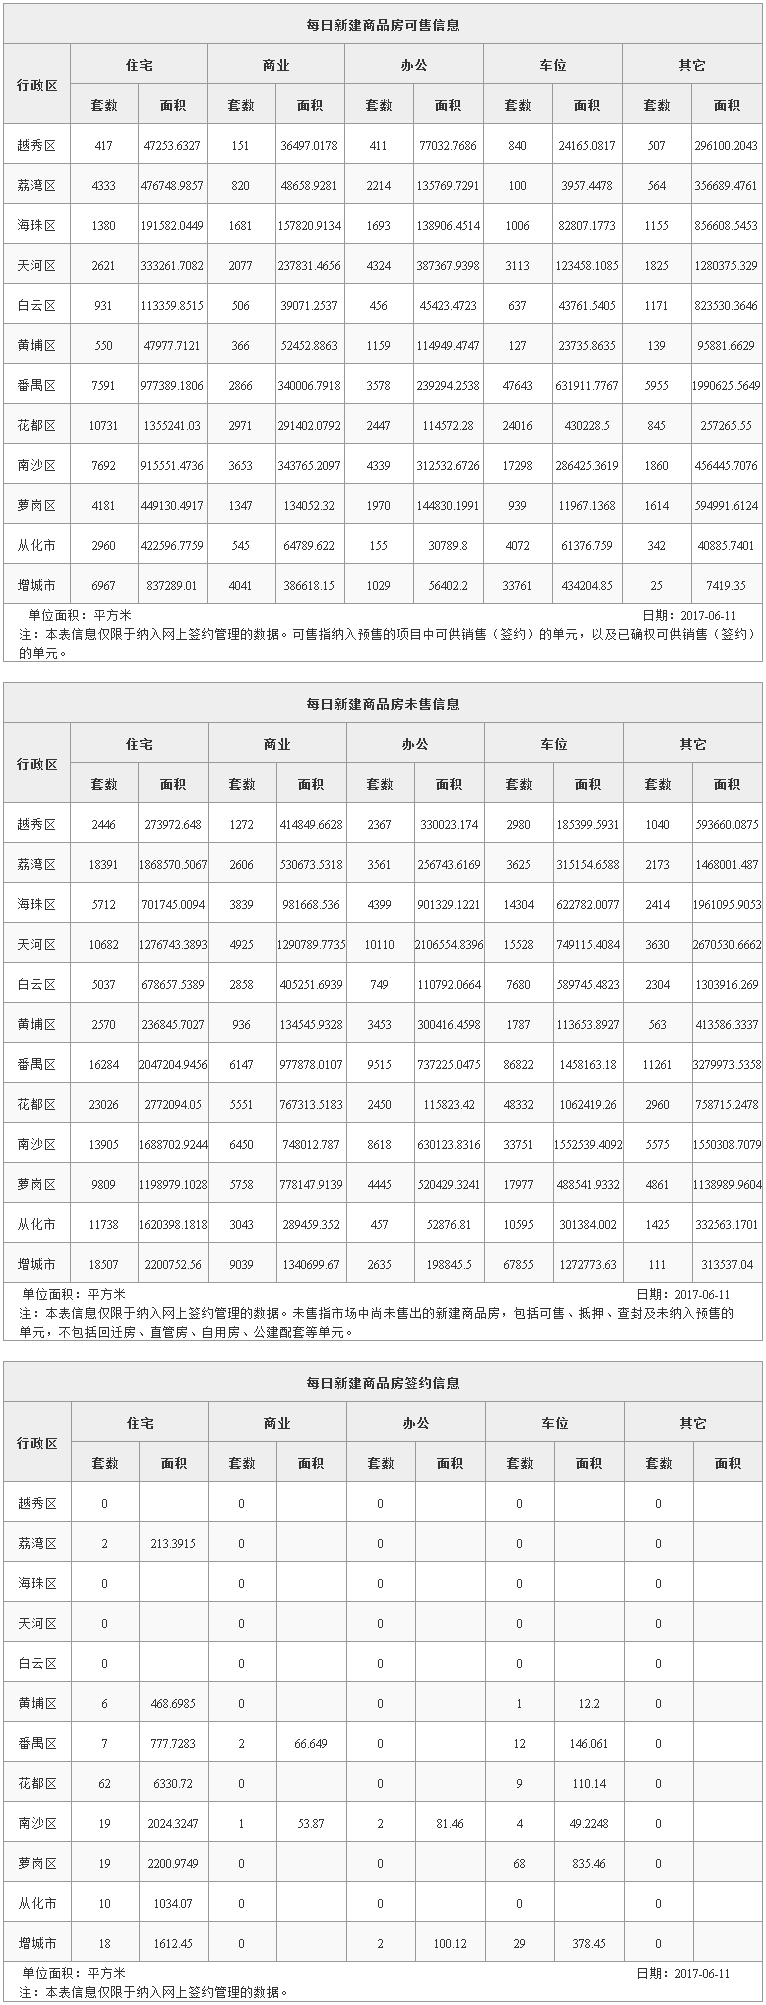 每日新建商品房可售信息
行政区 住宅 商业 办公 车位 其它
套数 面积 套数 面积 套数 面积 套数 面积 套数 面积
越秀区 417 47253.6327 151 36497.0178 411 77032.7686 840 24165.0817 507 296100.2043
荔湾区 4333 476748.9857 820 48658.9281 2214 135769.7291 100 3957.4478 564 356689.4761
海珠区 1380 191582.0449 1681 157820.9134 1693 138906.4514 1006 82807.1773 1155 856608.5453
天河区 2621 333261.7082 2077 237831.4656 4324 387367.9398 3113 123458.1085 1825 1280375.329
白云区 931 113359.8515 506 39071.2537 456 45423.4723 637 43761.5405 1171 823530.3646
黄埔区 550 47977.7121 366 52452.8863 1159 114949.4747 127 23735.8635 139 95881.6629
番禺区 7591 977389.1806 2866 340006.7918 3578 239294.2538 47643 631911.7767 5955 1990625.5649
花都区 10731 1355241.03 2971 291402.0792 2447 114572.28 24016 430228.5 845 257265.55
南沙区 7692 915551.4736 3653 343765.2097 4339 312532.6726 17298 286425.3619 1860 456445.7076
萝岗区 4181 449130.4917 1347 134052.32 1970 144830.1991 939 11967.1368 1614 594991.6124
从化市 2960 422596.7759 545 64789.622 155 30789.8 4072 61376.759 342 40885.7401
增城市 6967 837289.01 4041 386618.15 1029 56402.2 33761 434204.85 25 7419.35
单位面积：平方米 日期：2017-06-11
注：本表信息仅限于纳入网上签约管理的数据。可售指纳入预售的项目中可供销售（签约）的单元，以及已确权可供销售（签约）
的单元。
每日新建商品房未售信息
行政区 住宅 商业 办公 车位 其它
套数 面积 套数 面积 套数 面积 套数 面积 套数 面积
越秀区 2446 273972.648 1272 414849.6628 2367 330023.174 2980 185399.5931 1040 593660.0875
荔湾区 18391 1868570.5067 2606 530673.5318 3561 256743.6169 3625 315154.6588 2173 1468001.487
海珠区 5712 701745.0094 3839 981668.536 4399 901329.1221 14304 622782.0077 2414 1961095.9053
天河区 10682 1276743.3893 4925 1290789.7735 10110 2106554.8396 15528 749115.4084 3630 2670530.6662
白云区 5037 678657.5389 2858 405251.6939 749 110792.0664 7680 589745.4823 2304 1303916.269
黄埔区 2570 236845.7027 936 134545.9328 3453 300416.4598 1787 113653.8927 563 413586.3337
番禺区 16284 2047204.9456 6147 977878.0107 9515 737225.0475 86822 1458163.18 11261 3279973.5358
花都区 23026 2772094.05 5551 767313.5183 2450 115823.42 48332 1062419.26 2960 758715.2478
南沙区 13905 1688702.9244 6450 748012.787 8618 630123.8316 33751 1552539.4092 5575 1550308.7079
萝岗区 9809 1198979.1028 5758 778147.9139 4445 520429.3241 17977 488541.9332 4861 1138989.9604
从化市 11738 1620398.1818 3043 289459.352 457 52876.81 10595 301384.002 1425 332563.1701
增城市 18507 2200752.56 9039 1340699.67 2635 198845.5 67855 1272773.63 111 313537.04
单位面积：平方米 日期：2017-06-11
注：本表信息仅限于纳入网上签约管理的数据。未售指市场中尚未售出的新建商品房，包括可售、抵押、查封及未纳入预售的
单元，不包括回迁房、直管房、自用房、公建配套等单元。
每日新建商品房签约信息
行政区 住宅 商业 办公 车位 其它
套数 面积 套数 面积 套数 面积 套数 面积 套数 面积
越秀区 0 0 0 0 0
荔湾区 2 213.3915 0 0 0 0
海珠区 0 0 0 0 0
天河区 0 0 0 0 0
白云区 0 0 0 0 0
黄埔区 6 468.6985 0 0 1 12.2 0
番禺区 7 777.7283 2 66.649 0 12 146.061 0
花都区 62 6330.72 0 0 9 110.14 0
南沙区 19 2024.3247 1 53.87 2 81.46 4 49.2248 0
萝岗区 19 2200.9749 0 0 68 835.46 0
从化市 10 1034.07 0 0 0 0
增城市 18 1612.45 0 2 100.12 29 378.45 0
单位面积：平方米 日期：2017-06-11
注：本表信息仅限于纳入网上签约管理的数据。